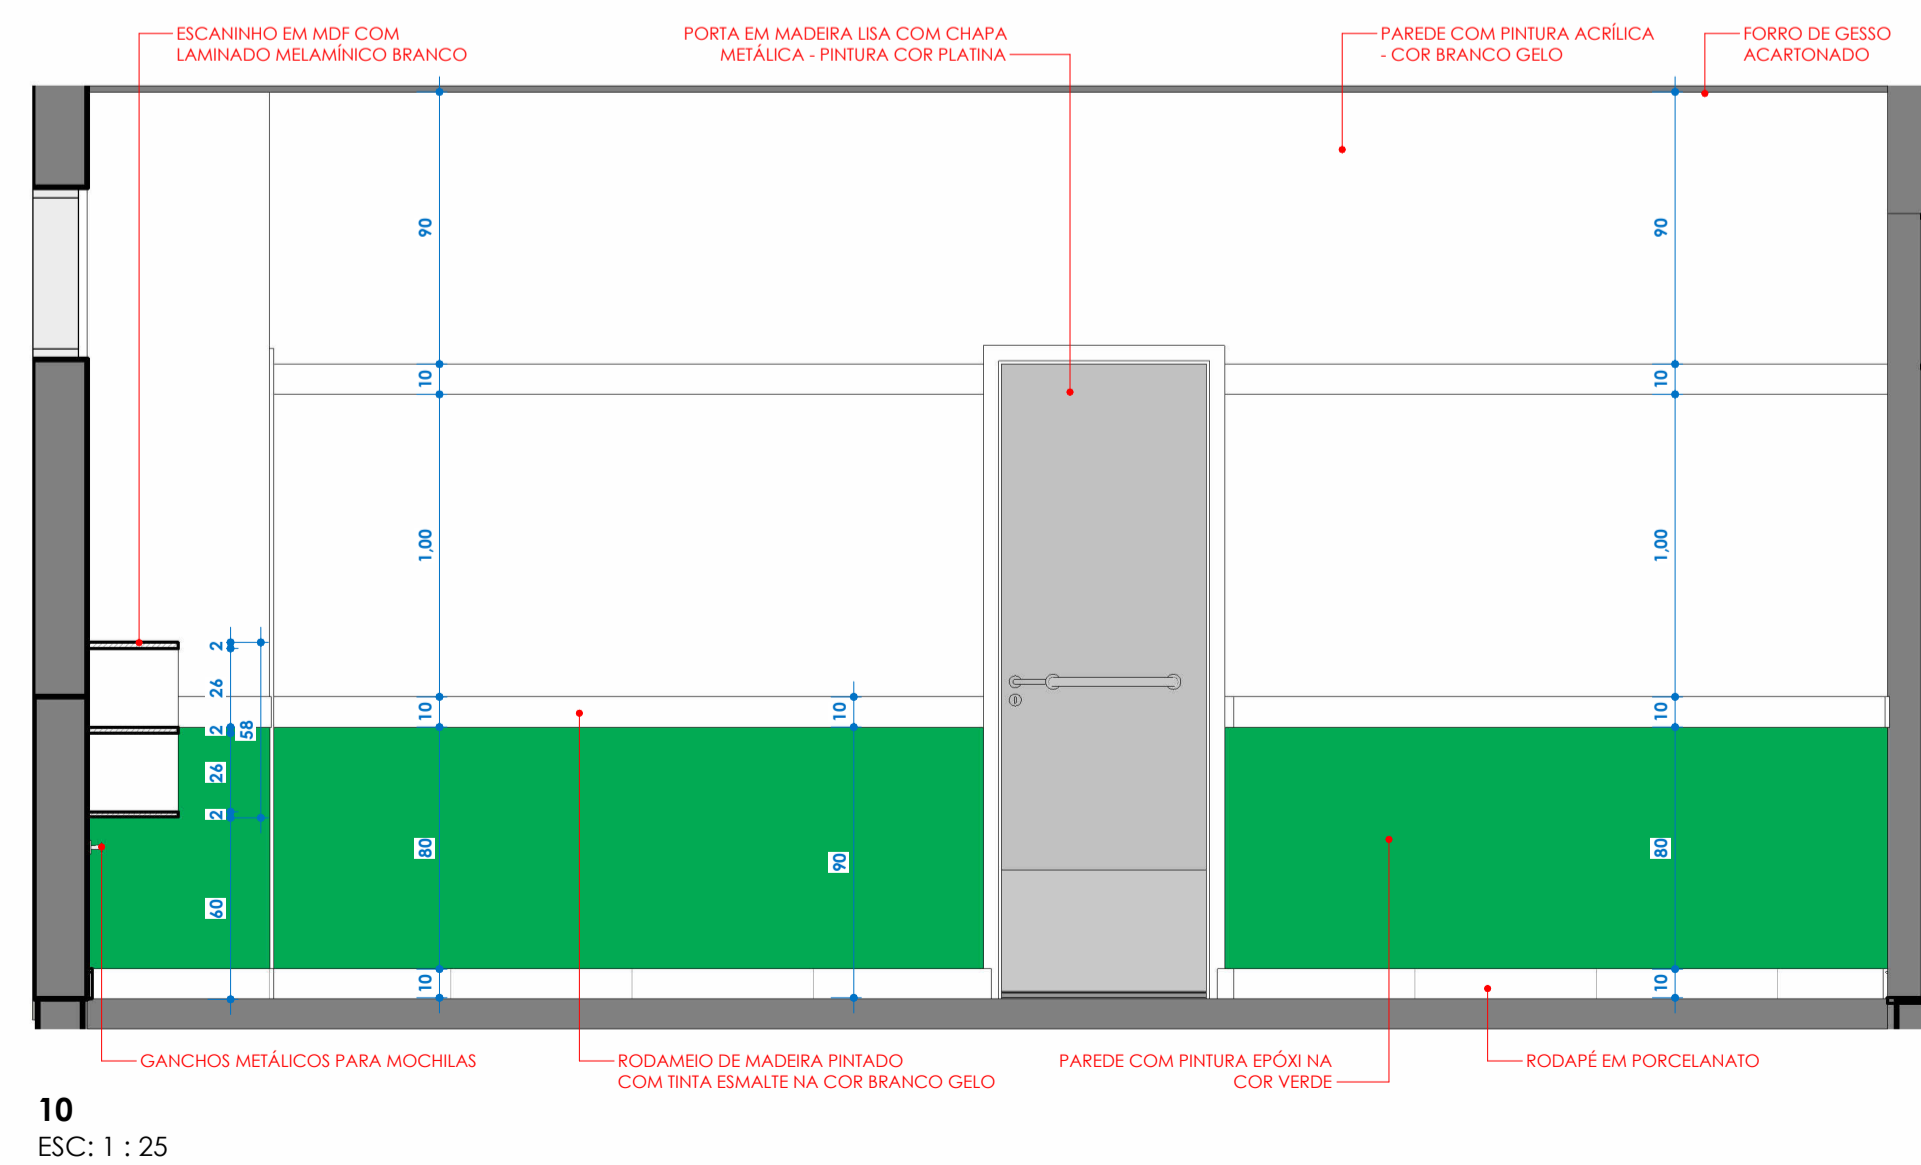 ESCANINHO EM MDF COM
LAMINADO MELAMÍNICO BRANCO
PORTA EM MADEIRA LISA COM CHAPA
METÁLICA - PINTURA COR PLATINA
PAREDE COM PINTURA ACRÍLICA
- COR BRANCO GELO
FORRO DE GESSO
ACARTONADO
90
10
1,00
10
80
10
2
26
2
26
2
58
60
10
90
90
10
1,00
10
80
10
GANCHOS METÁLICOS PARA MOCHILAS
RODAMEIO DE MADEIRA PINTADO
COM TINTA ESMALTE NA COR BRANCO GELO
PAREDE COM PINTURA EPÓXI NA
COR VERDE
RODAPÉ EM PORCELANATO
10
ESC: 1 : 25